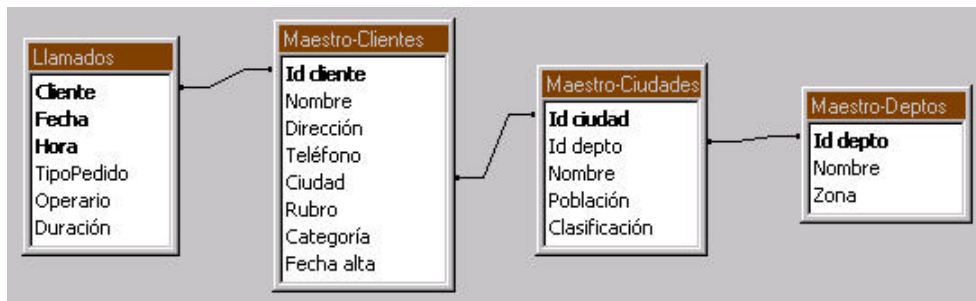 Llamados
Cliente
Fecha
Hora
TipoPedido
Operario
Duración
Maestro-Clientes
Id cliente
Nombre
Dirección
Teléfono
Ciudad
Rubro
Categoría
Fecha alta
Maestro-Ciudades
Id ciudad
Id depto
Nombre
Población
Clasificación
Maestro-Deptos
Id depto
Nombre
Zona